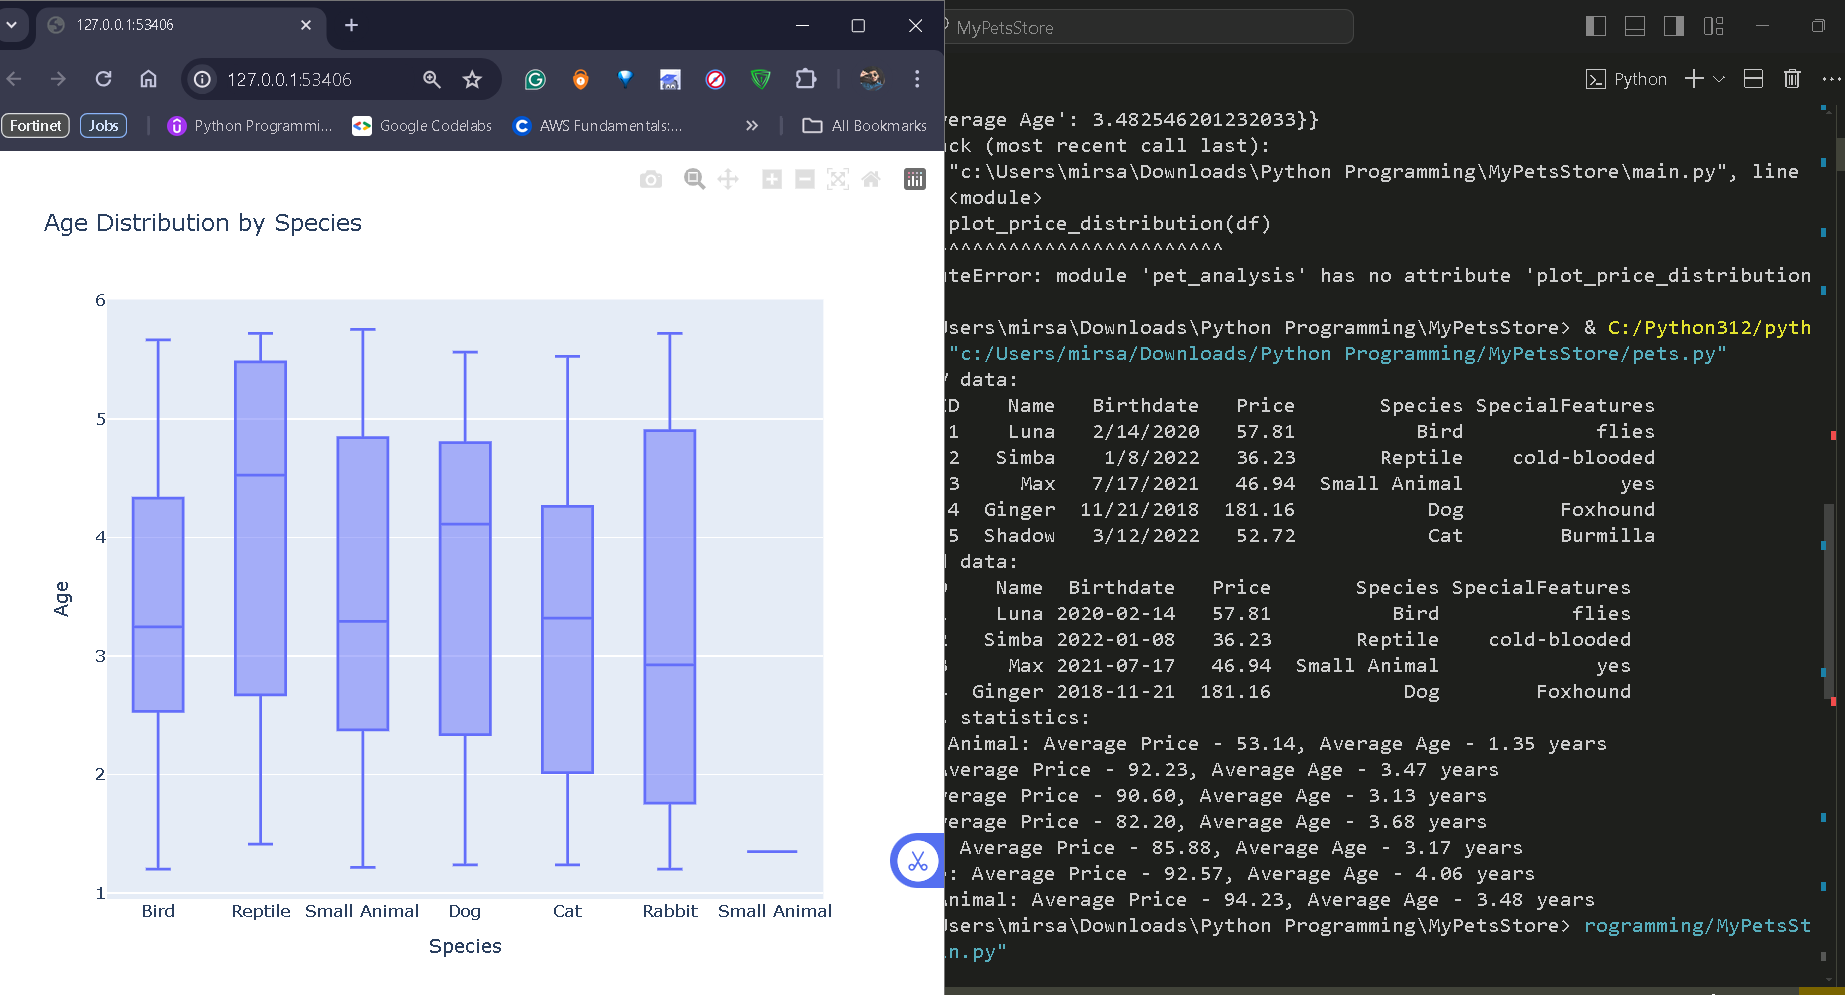 127.0.0.1:53406
127.0.0.1:53406
Fortinet
Jobs
Python Programmi...
Google Codelabs
AWS Fundamentals:...
All Bookmarks
Age Distribution by Species
6
5
4
3
2
1
Age
Bird Reptile Small Animal Dog Cat Rabbit Small Animal
Species
MyPetsStore
Python
erage Age': 3.482546201232033}}
ck (most recent call last):
"c:\Users\mirsa\Downloads\Python Programming\MyPetsStore\main.py", line
<module>
plot_price_distribution(df)
^^^^^^^^^^^^^^^^^^^^^^^
teError: module 'pet_analysis' has no attribute 'plot_price_distribution
sers\mirsa\Downloads\Python Programming\MyPetsStore> & C:/Python312/pyth
"c:/Users/mirsa/Downloads/Python Programming/MyPetsStore/pets.py"
data:
D Name Birthdate Price Species SpecialFeatures
1 Luna 2/14/2020 57.81 Bird flies
2 Simba 1/8/2022 36.23 Reptile cold-blooded
3 Max 7/17/2021 46.94 Small Animal yes
4 Ginger 11/21/2018 181.16 Dog Foxhound
5 Shadow 3/12/2022 52.72 Cat Burmilla
data:
Name Birthdate Price Species SpecialFeatures
Luna 2020-02-14 57.81 Bird flies
Simba 2022-01-08 36.23 Reptile cold-blooded
Max 2021-07-17 46.94 Small Animal yes
Ginger 2018-11-21 181.16 Dog Foxhound
statistics:
Animal: Average Price - 53.14, Average Age - 1.35 years
verage Price - 92.23, Average Age - 3.47 years
erage Price - 90.60, Average Age - 3.13 years
erage Price - 82.20, Average Age - 3.68 years
Average Price - 85.88, Average Age - 3.17 years
: Average Price - 92.57, Average Age - 4.06 years
nimal: Average Price - 94.23, Average Age - 3.48 years
sers\mirsa\Downloads\Python Programming\MyPetsStore> rogramming/MyPetsSt
n.py"